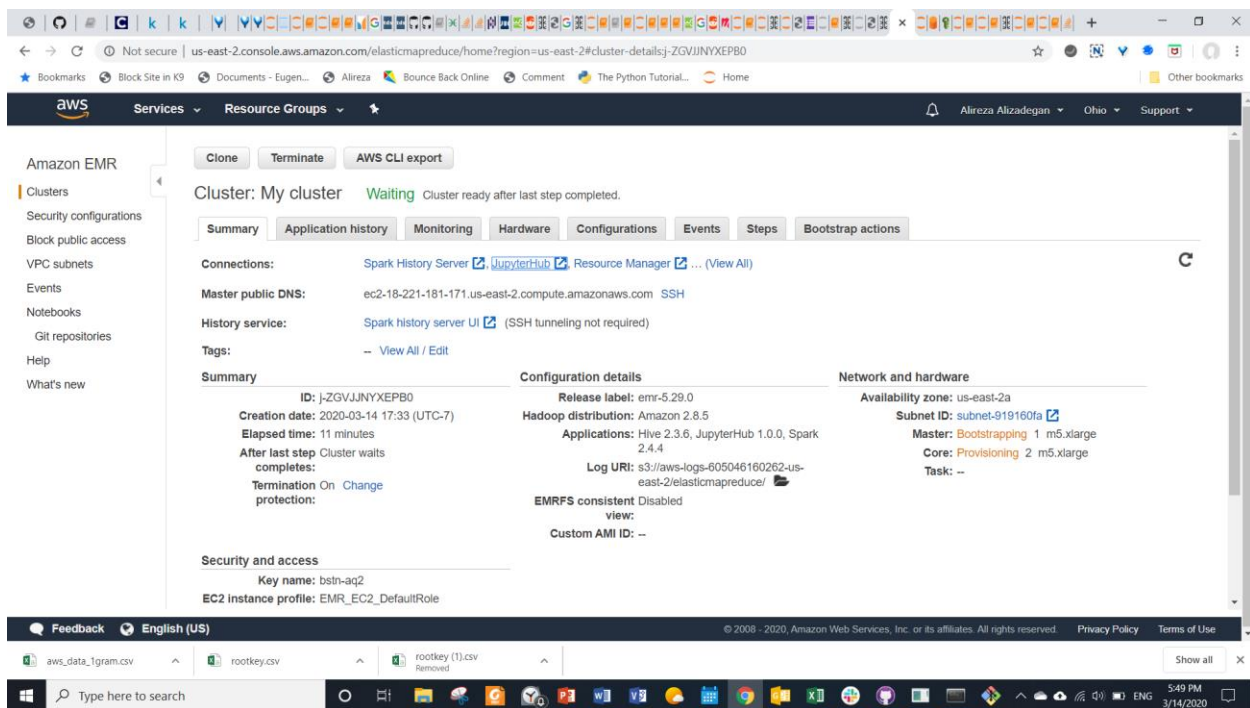 Not secure | us-east-2.console.aws.amazon.com/elasticmapreduce/home?region=us-east-2#cluster-details:j-ZGVJJNYXEPB0
Bookmarks Block Site in K9 Documents - Eugen... Alireza Bounce Back Online Comment The Python Tutorial... Home Other bookmarks
aws Services Resource Groups Alireza Alizadegan Ohio Support
Amazon EMR
Clusters
Security configurations
Block public access
VPC subnets
Events
Notebooks
Git repositories
Help
What's new
Clone Terminate AWS CLI export
Cluster: My cluster Waiting Cluster ready after last step completed.
Summary Application history Monitoring Hardware Configurations Events Steps Bootstrap actions
Connections: Spark History Server, JupyterHub, Resource Manager ... (View All)
Master public DNS: ec2-18-221-181-171.us-east-2.compute.amazonaws.com SSH
History service: Spark history server UI (SSH tunneling not required)
Tags: -- View All / Edit
Summary
ID: j-ZGVJJNYXEPB0
Creation date: 2020-03-14 17:33 (UTC-7)
Elapsed time: 11 minutes
After last step Cluster waits
completes:
Termination On Change
protection:
Configuration details
Release label: emr-5.29.0
Hadoop distribution: Amazon 2.8.5
Applications: Hive 2.3.6, JupyterHub 1.0.0, Spark
2.4.4
Log URI: s3://aws-logs-605046160262-us-
east-2/elasticmapreduce/
EMRFS consistent Disabled
view:
Custom AMI ID: --
Network and hardware
Availability zone: us-east-2a
Subnet ID: subnet-919160fa
Master: Bootstrapping 1 m5.xlarge
Core: Provisioning 2 m5.xlarge
Task: --
Security and access
Key name: bstn-aq2
EC2 instance profile: EMR_EC2_DefaultRole
Feedback English (US) © 2008 - 2020, Amazon Web Services, Inc. or its affiliates. All rights reserved. Privacy Policy Terms of Use
aws_data_1gram.csv rootkey.csv rootkey (1).csv Show all
Removed
Type here to search ENG 5:49 PM
3/14/2020